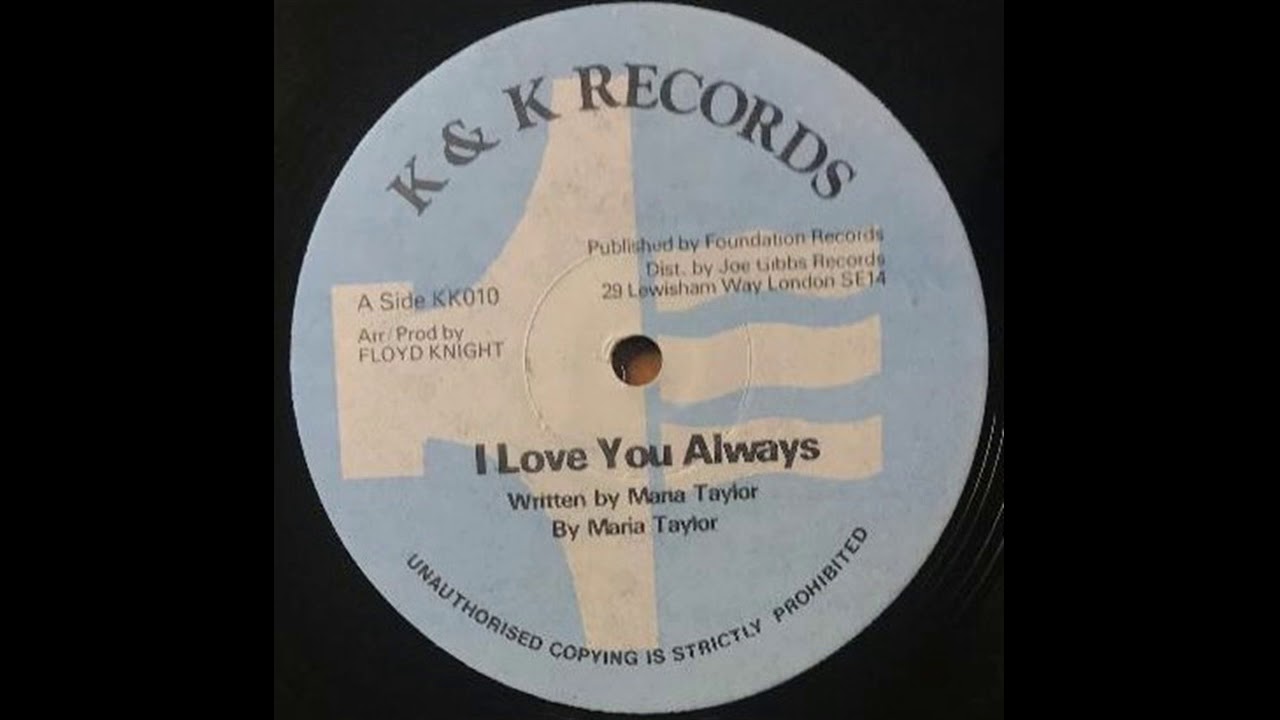 K & K RECORDS
Published by Foundation Records
Dist. by Joe Gibbs Records
29 Lewisham Way London SE14
A Side KK010
Arr/Prod by
FLOYD KNIGHT
I Love You Always
Written by Maria Taylor
By Maria Taylor
UNAUTHORISED COPYING IS STRICTLY PROHIBITED